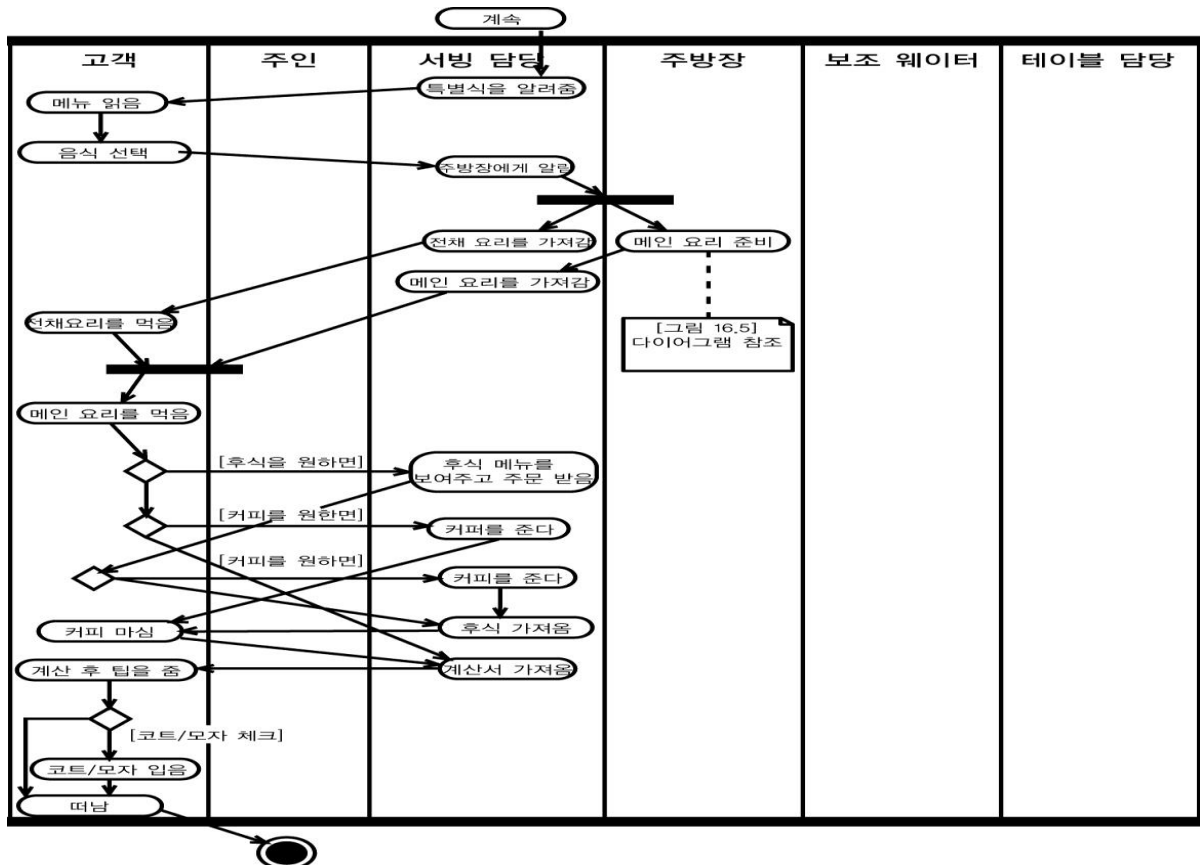 계속
고객
주인
서빙 담당
주방장
보조 웨이터
테이블 담당
특별식을 알려줌
메뉴 읽음
음식 선택
주방장에게 알림
전채 요리를 가져감
메인 요리 준비
메인 요리를 가져감
전채요리를 먹음
[그림 16.5]
다이어그램 참조
메인 요리를 먹음
[후식을 원하면]
후식 메뉴를
보여주고 주문 받음
[커피를 원한면]
커퍼를 준다
[커피를 원하면]
커피를 준다
커피 마심
후식 가져옴
계산 후 팁을 줌
계산서 가져옴
[코트/모자 체크]
코트/모자 입음
떠남